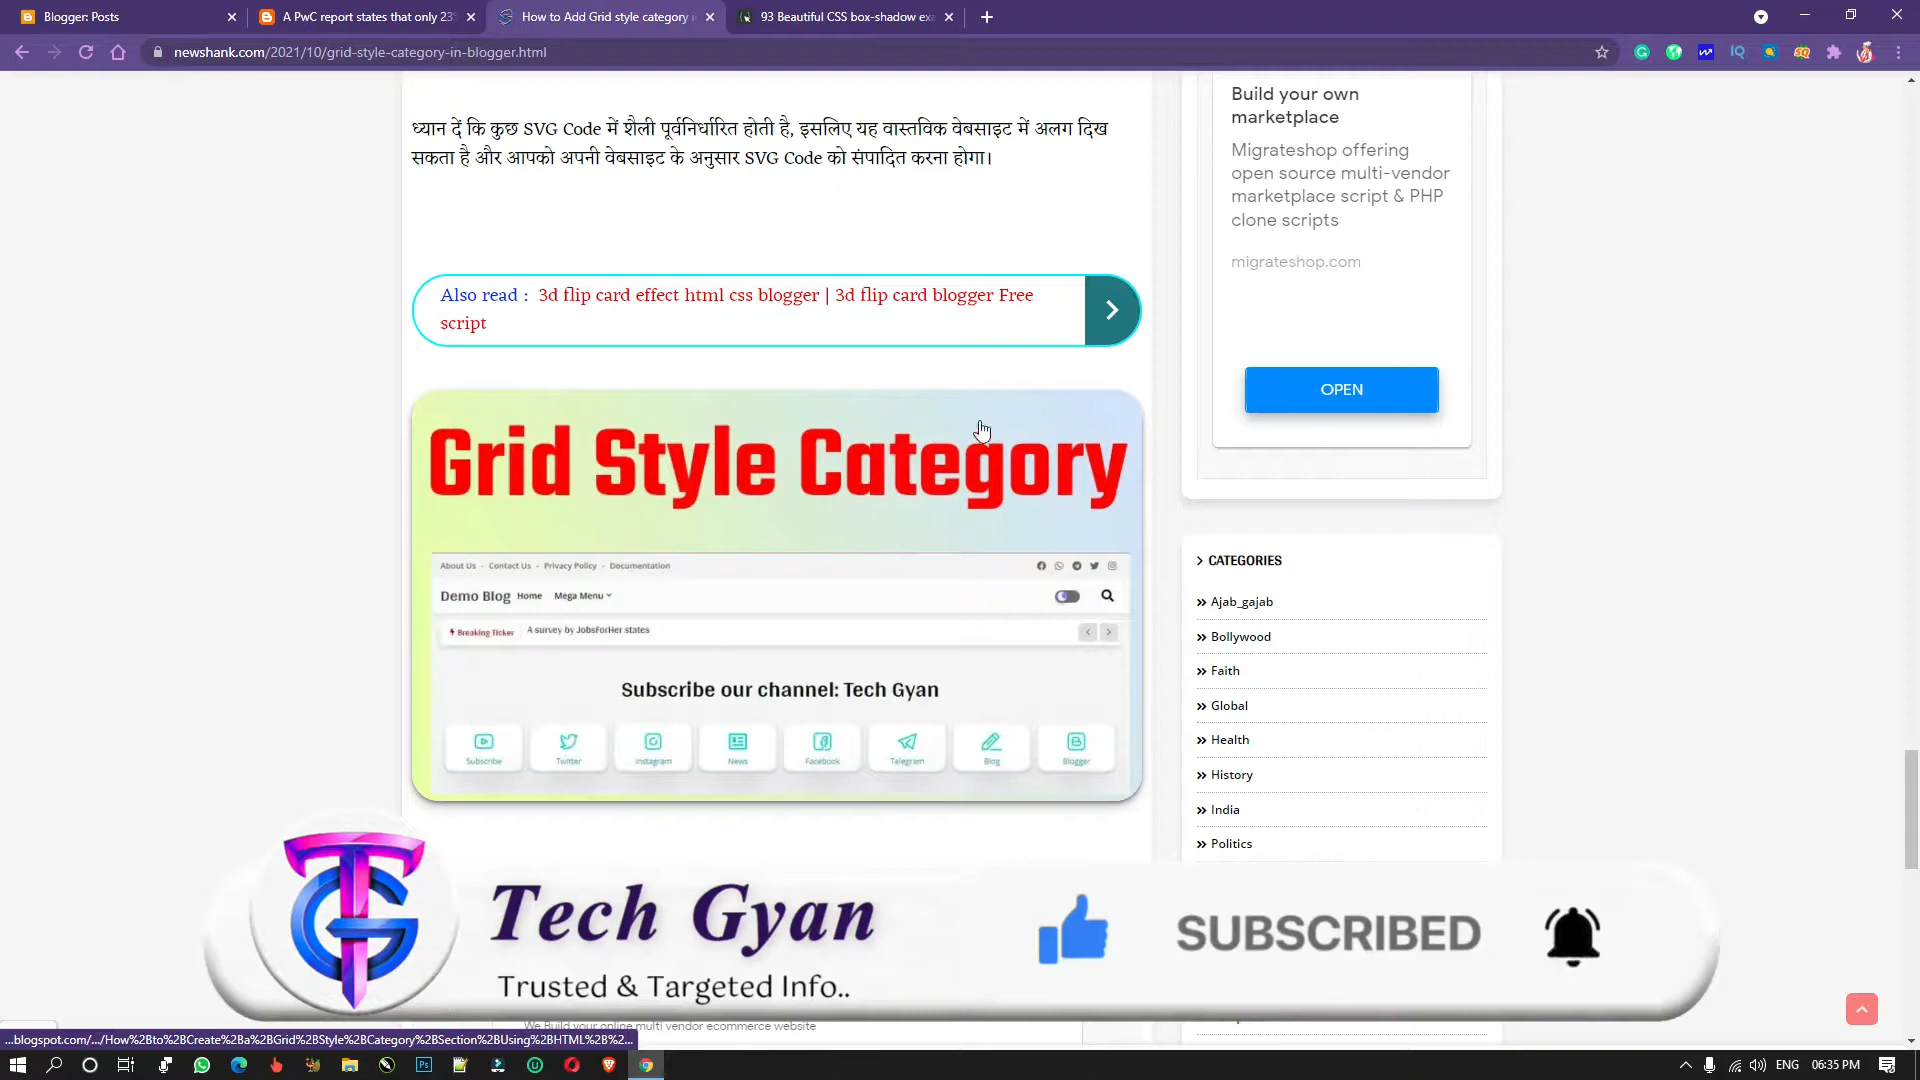 Blogger: Posts
A PwC report states that only 23%
How to Add Grid style category i
93 Beautiful CSS box-shadow exa
newshank.com/2021/10/grid-style-category-in-blogger.html
ध्यान दें कि कुछ SVG Code में शैली पूर्वनिर्धारित होती है, इसलिए यह वास्तविक वेबसाइट में अलग दिख
सकता है और आपको अपनी वेबसाइट के अनुसार SVG Code को संपादित करना होगा।
Also read : 3d flip card effect html css blogger | 3d flip card blogger Free
script
Grid Style Category
About Us - Contact Us - Privacy Policy - Documentation
Demo Blog Home Mega Menu
Breaking Ticker A survey by JobsForHer states
Subscribe our channel: Tech Gyan
Subscribe Twitter Instagram News Facebook Telegram Blog Blogger
Build your own
marketplace
Migrateshop offering
open source multi-vendor
marketplace script & PHP
clone scripts
migrateshop.com
OPEN
CATEGORIES
Ajab_gajab
Bollywood
Faith
Global
Health
History
India
Politics
TG
Tech Gyan
Trusted & Targeted Info..
SUBSCRIBED
We Build your online multi vendor ecommerce website
...blogspot.com/.../How%2Bto%2BCreate%2Ba%2BGrid%2BStyle%2BCategory%2BSection%2BUsing%2BHTML%2B%2...
ENG 06:35 PM